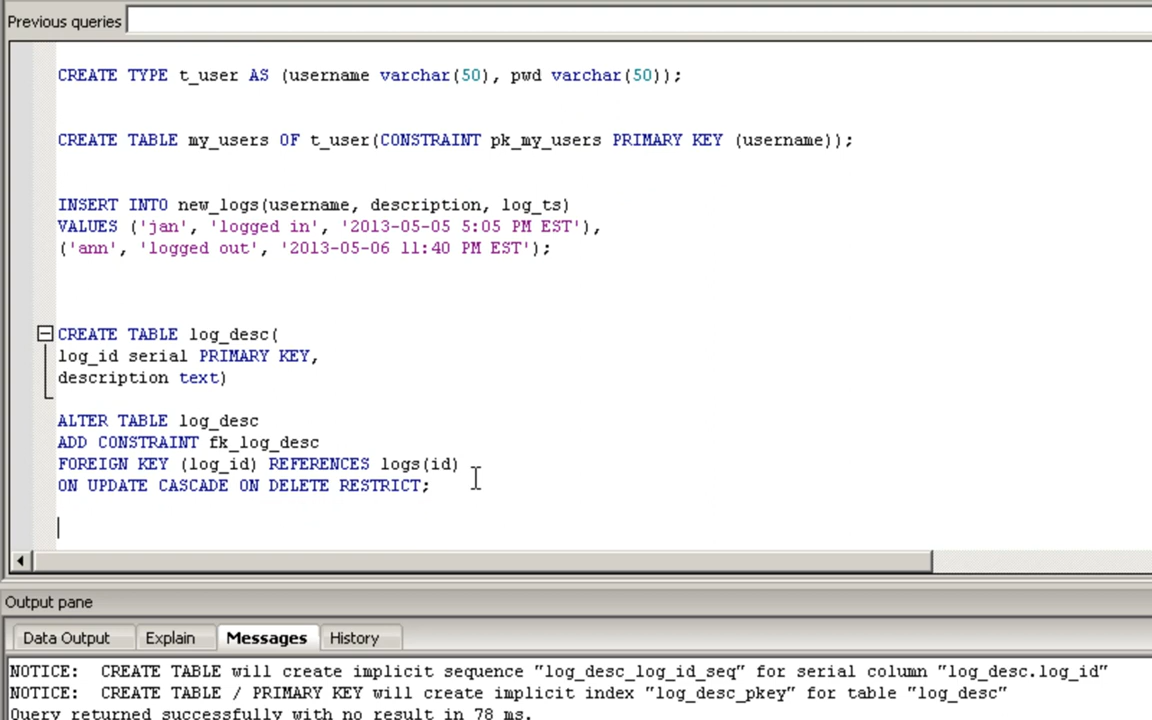 Previous queries
CREATE TYPE t_user AS (username varchar(50), pwd varchar(50));
CREATE TABLE my_users OF t_user(CONSTRAINT pk_my_users PRIMARY KEY (username));
INSERT INTO new_logs(username, description, log_ts)
VALUES ('jan', 'logged in', '2013-05-05 5:05 PM EST'),
('ann', 'logged out', '2013-05-06 11:40 PM EST');
CREATE TABLE log_desc(
log_id serial PRIMARY KEY,
description text)
ALTER TABLE log_desc
ADD CONSTRAINT fk_log_desc
FOREIGN KEY (log_id) REFERENCES logs(id)
ON UPDATE CASCADE ON DELETE RESTRICT;
Output pane
Data Output Explain Messages History
NOTICE:  CREATE TABLE will create implicit sequence "log_desc_log_id_seq" for serial column "log_desc.log_id"
NOTICE:  CREATE TABLE / PRIMARY KEY will create implicit index "log_desc_pkey" for table "log_desc"
Query returned successfully with no result in 78 ms.